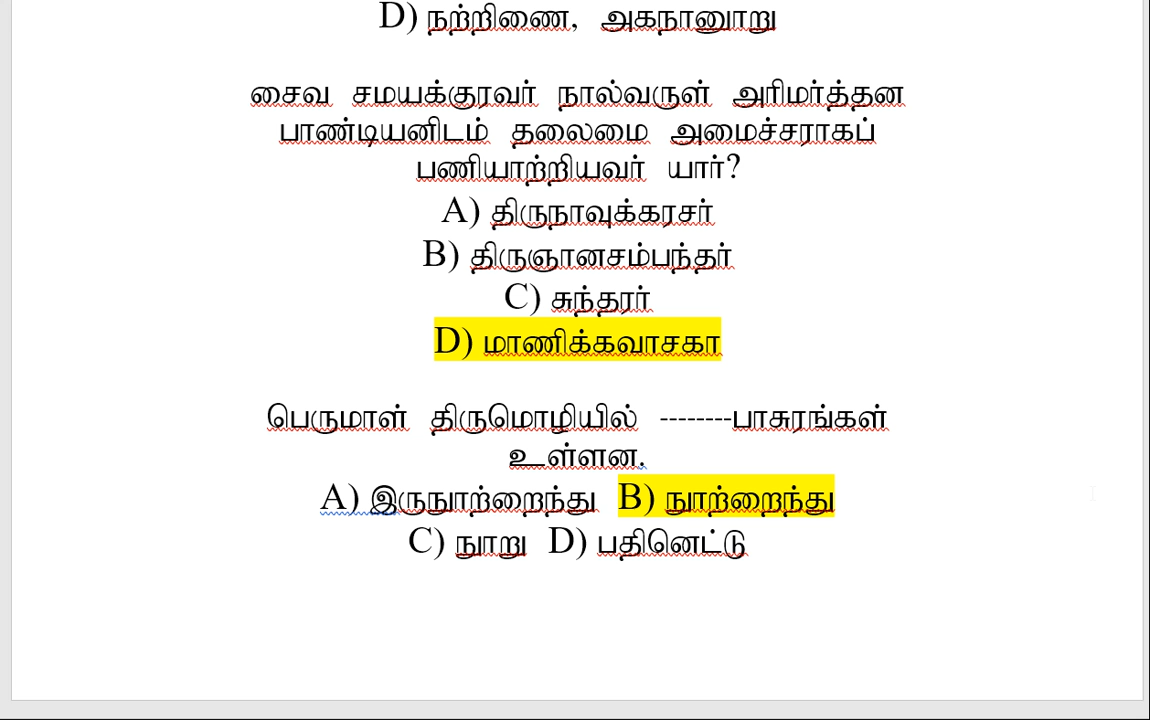 D) நற்றிணை, அகநானூறு
சைவ சமயக்குரவர் நால்வருள் அரிமர்த்தன
பாண்டியனிடம் தலைமை அமைச்சராகப்
பணியாற்றியவர் யார்?
A) திருநாவுக்கரசர்
B) திருஞானசம்பந்தர்
C) சுந்தரர்
D) மாணிக்கவாசகா
பெருமாள் திருமொழியில் --------பாசுரங்கள்
உள்ளன.
A) இருநூற்றைந்து B) நூற்றைந்து
C) நூறு D) பதினெட்டு